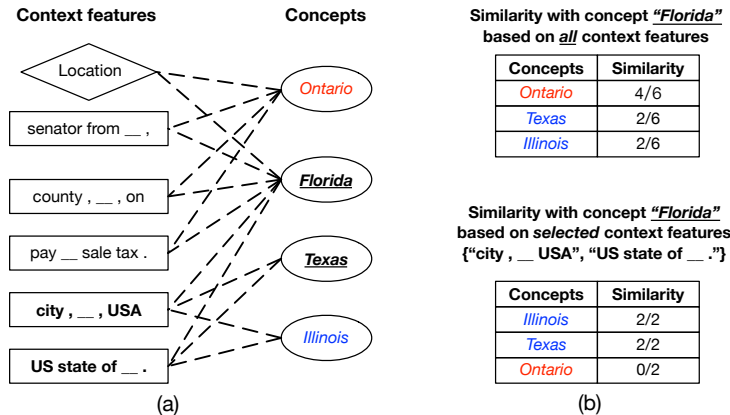 Context features
Concepts
Location
senator from __ ,
county , __ , on
pay __ sale tax .
city , __ , USA
US state of __ .
Ontario
Florida
Texas
Illinois
(a)
Similarity with concept "Florida"
based on all context features
Concepts Similarity
Ontario 4/6
Texas 2/6
Illinois 2/6
Similarity with concept "Florida"
based on selected context features
{"city , __ USA", "US state of __ ."}
Concepts Similarity
Illinois 2/2
Texas 2/2
Ontario 0/2
(b)